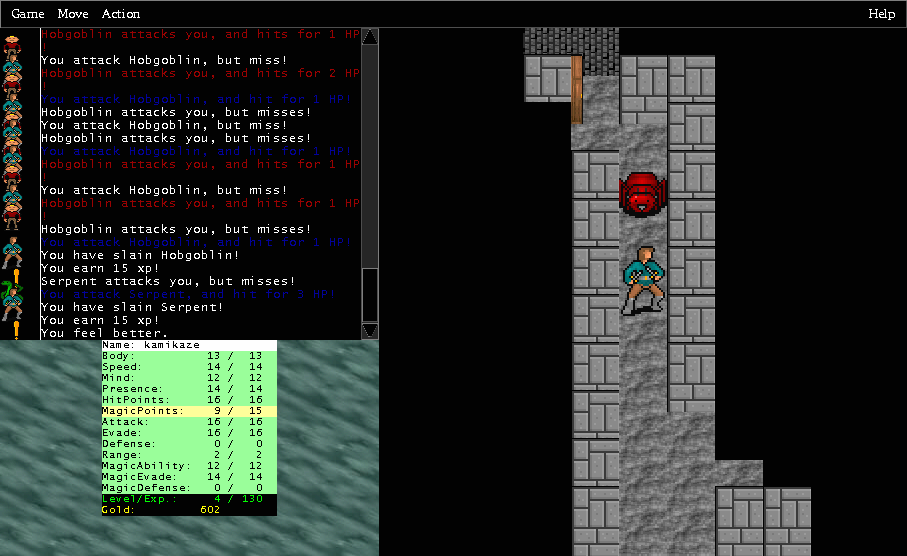 Game Move Action Help
Hobgoblin attacks you, and hits for 1 HP
!
You attack Hobgoblin, but miss!
Hobgoblin attacks you, and hits for 2 HP
!
You attack Hobgoblin, and hit for 1 HP!
Hobgoblin attacks you, but misses!
You attack Hobgoblin, but miss!
Hobgoblin attacks you, but misses!
You attack Hobgoblin, and hit for 1 HP!
Hobgoblin attacks you, and hits for 1 HP
!
You attack Hobgoblin, but miss!
Hobgoblin attacks you, and hits for 1 HP
!
Hobgoblin attacks you, but misses!
You attack Hobgoblin, and hit for 1 HP!
You have slain Hobgoblin!
You earn 15 xp!
Serpent attacks you, but misses!
You attack Serpent, and hit for 5 HP!
You have slain Serpent!
You earn 15 xp!
You feel better.
Name: kamikaze
Body: 13 / 13
Speed: 14 / 14
Mind: 12 / 12
Presence: 14 / 14
HitPoints: 16 / 16
MagicPoints: 9 / 15
Attack: 16 / 16
Evade: 16 / 16
Defense: 0 / 0
Range: 2 / 2
MagicAbility: 12 / 12
MagicEvade: 14 / 14
MagicDefense: 0 / 0
Level/Exp.: 4 / 130
Gold: 602